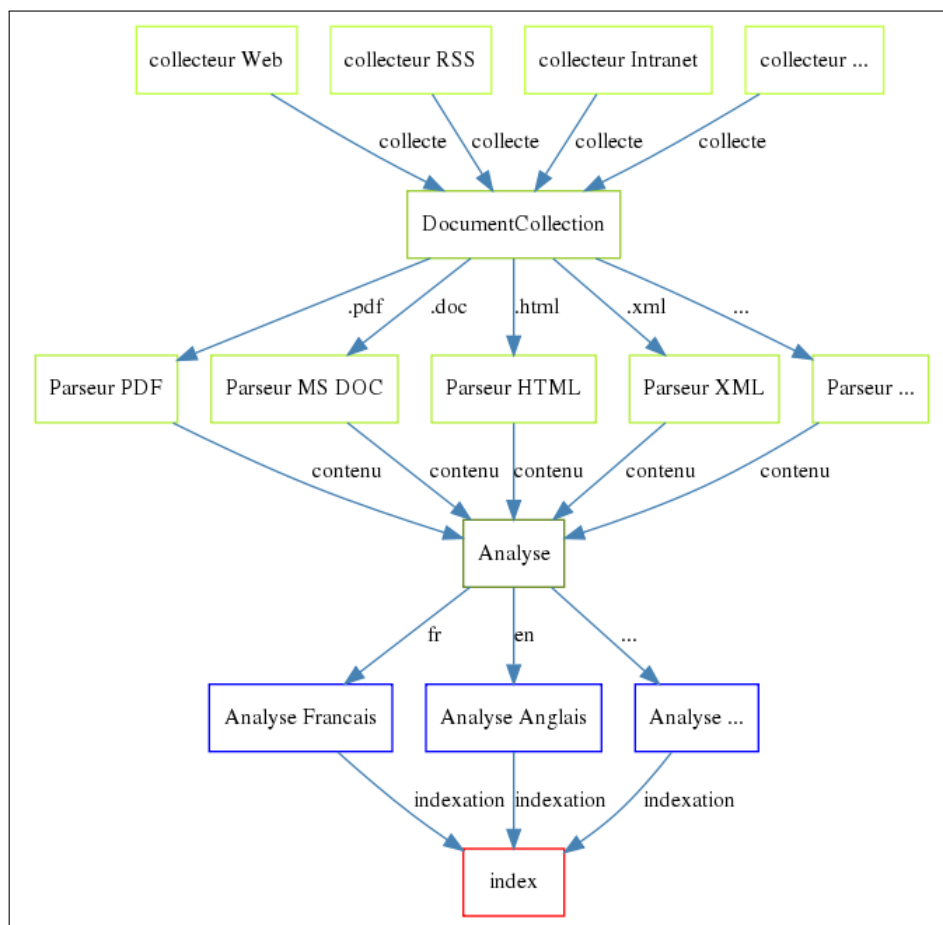 collecteur Web
collecteur RSS
collecteur Intranet
collecteur ...
collecte
collecte
collecte
collecte
DocumentCollection
.pdf
.doc
.html
.xml
...
Parseur PDF
Parseur MS DOC
Parseur HTML
Parseur XML
Parseur ...
contenu
contenu
contenu
contenu
contenu
Analyse
fr
en
...
Analyse Francais
Analyse Anglais
Analyse ...
indexation
indexation
indexation
index